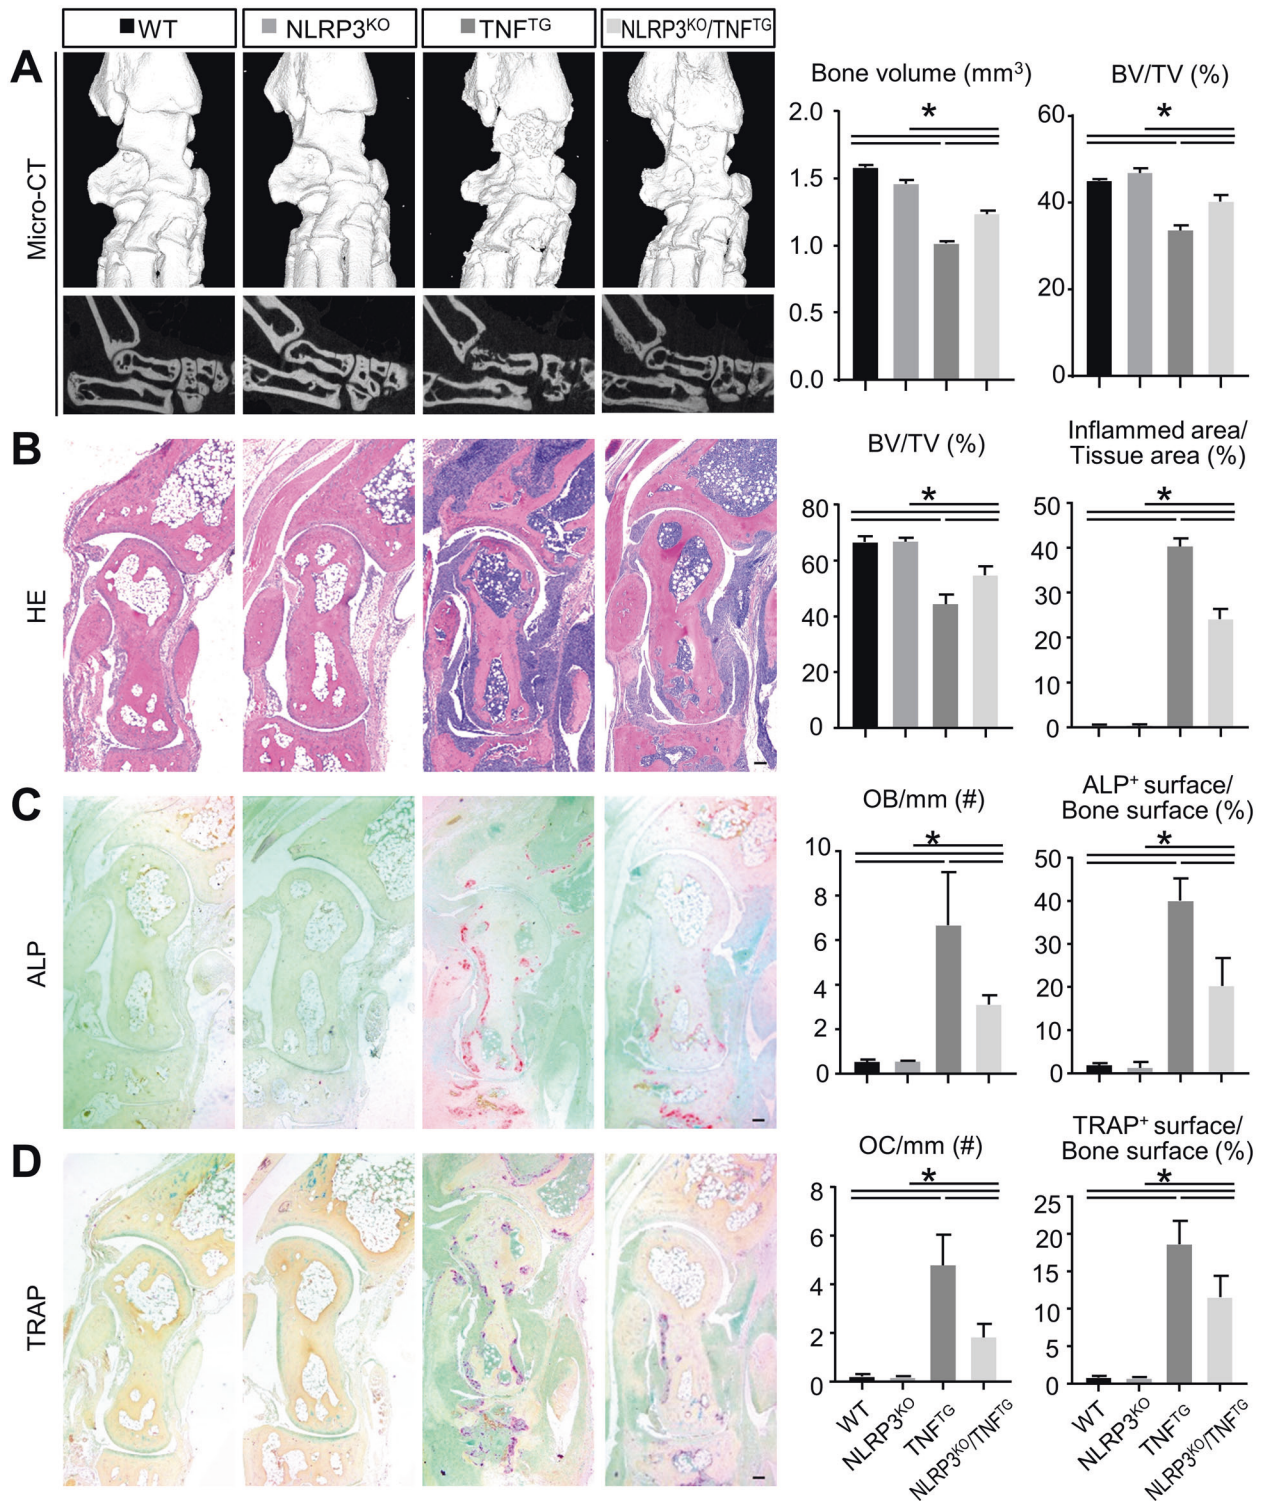 WT NLRP3ᴷᴼ TNFᵀᴳ NLRP3ᴷᴼ/TNFᵀᴳ
A
Micro-CT
Bone volume (mm³)
2.0
1.5
1.0
0.5
0.0
*
BV/TV (%)
60
40
20
0
*
B
HE
BV/TV (%)
80
60
40
20
0
*
Inflammed area/
Tissue area (%)
50
40
30
20
10
0
*
C
ALP
OB/mm (#)
10
8
6
4
2
0
*
ALP⁺ surface/
Bone surface (%)
50
40
30
20
10
0
*
D
TRAP
OC/mm (#)
8
6
4
2
0
*
WT
NLRP3ᴷᴼ
TNFᵀᴳ
NLRP3ᴷᴼ/TNFᵀᴳ
TRAP⁺ surface/
Bone surface (%)
25
20
15
10
5
0
*
WT
NLRP3ᴷᴼ
TNFᵀᴳ
NLRP3ᴷᴼ/TNFᵀᴳ